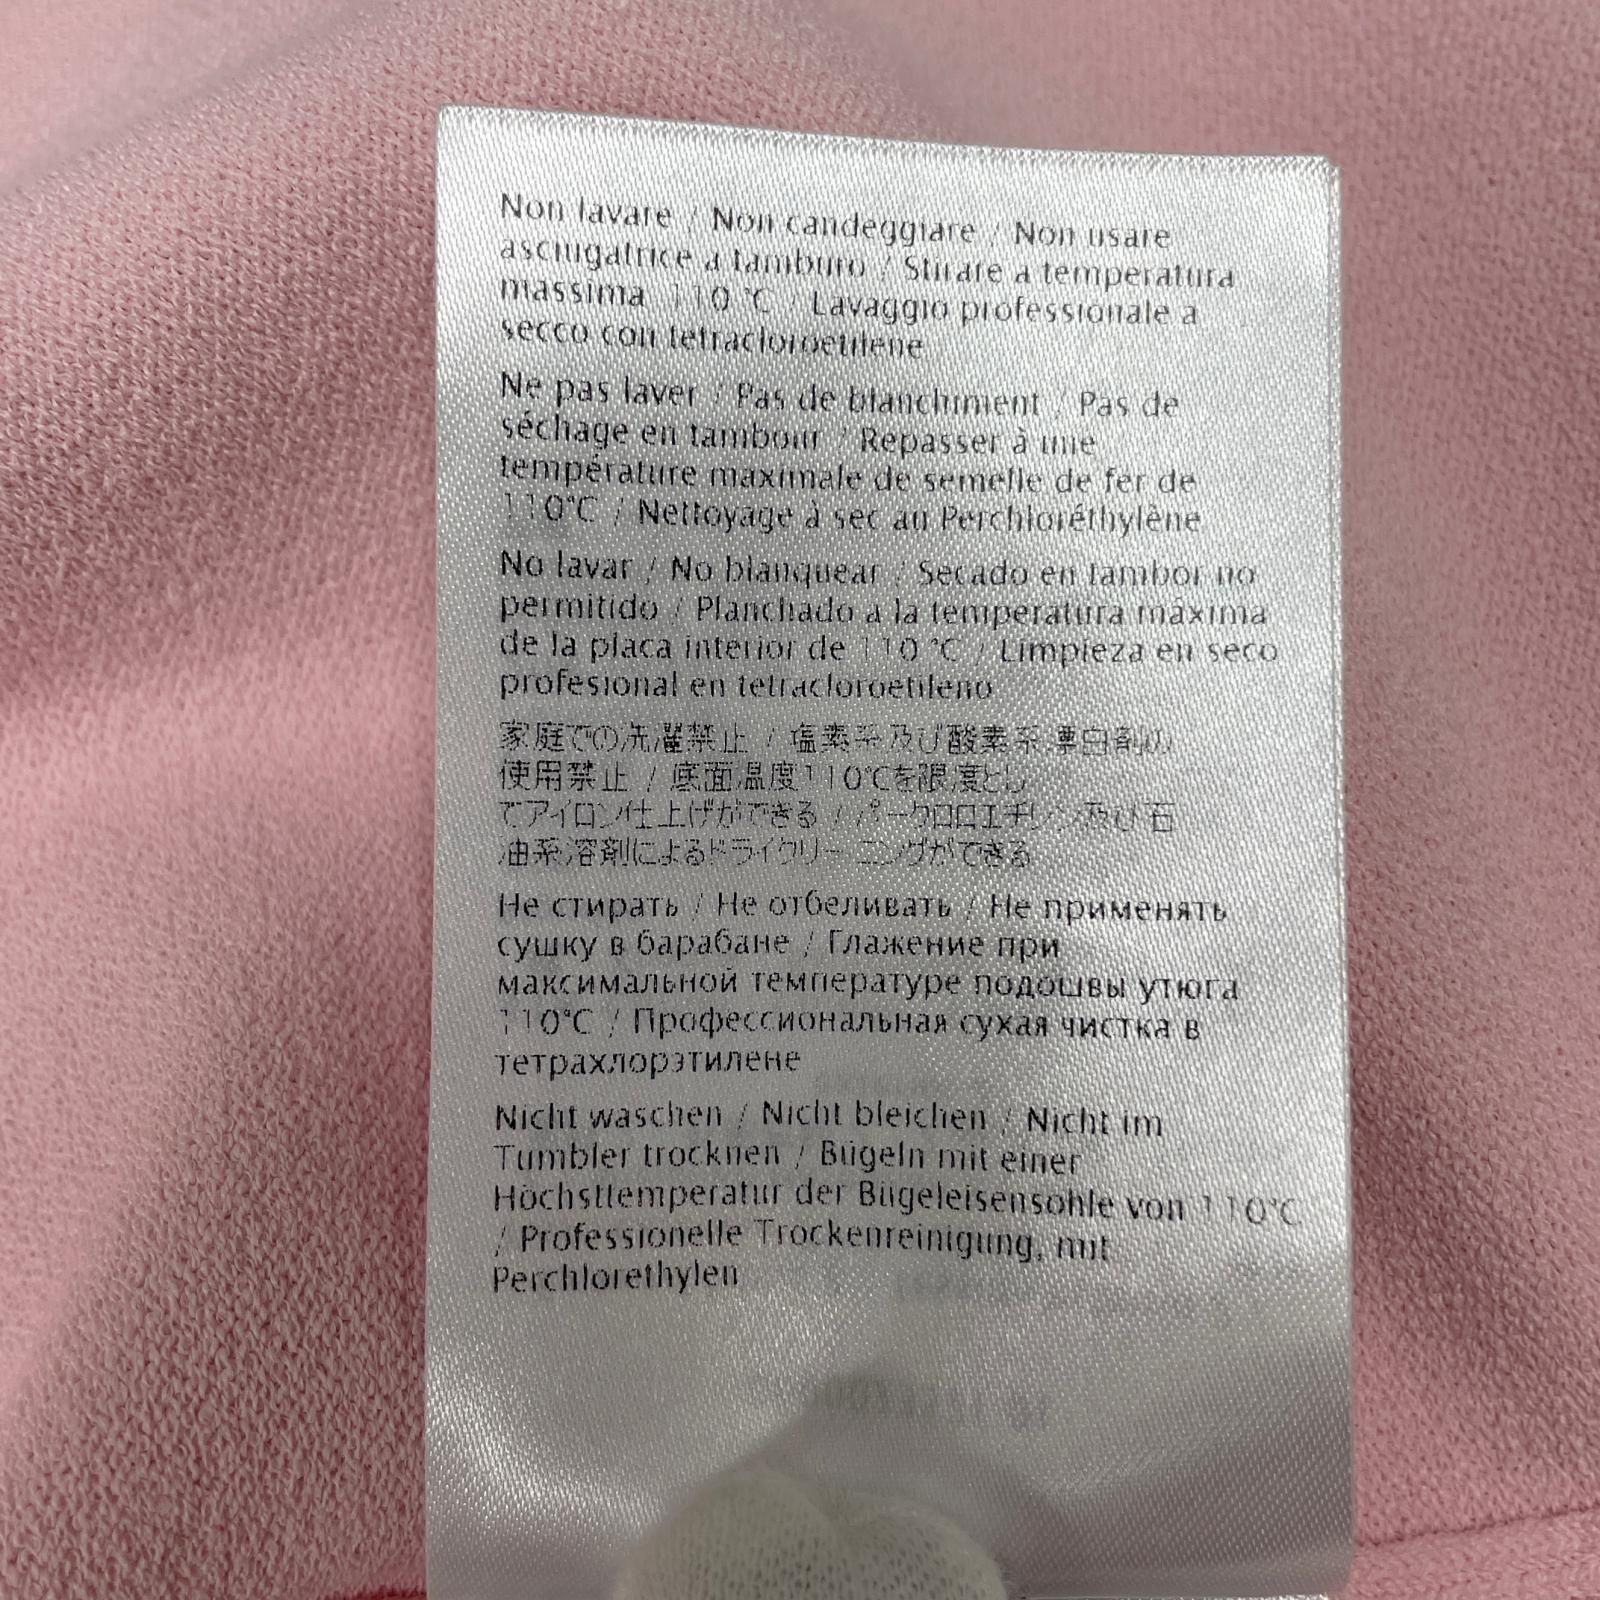 Non lavare / Non candeggiare / Non usare
asciugatrice a tamburo / Stirare a temperatura
massima 110 °C / Lavaggio professionale a
secco con tetracloroetilene
Ne pas laver / Pas de blanchiment / Pas de
séchage en tambour / Repasser à une
température maximale de semelle de fer de
110°C / Nettoyage à sec au Perchloréthylène
No lavar / No blanquear / Secado en tambor no
permitido / Planchado a la temperatura máxima
de la placa interior de 110 °C / Limpieza en seco
profesional en tetracloroetileno
家庭での洗濯禁止 / 塩素系及び酸素系漂白剤の
使用禁止 / 底面温度110℃を限度とし
てアイロン仕上げができる / パークロロエチレン及び石
油系溶剤によるドライクリーニングができる
Не стирать / Не отбеливать / Не применять
сушку в барабане / Глажение при
максимальной температуре подошвы утюга
110°C / Профессиональная сухая чистка в
тетрахлорэтилене
Nicht waschen / Nicht bleichen / Nicht im
Tumbler trocknen / Bügeln mit einer
Höchsttemperatur der Bügeleisensohle von 110°C
/ Professionelle Trockenreinigung, mit
Perchlorethylen